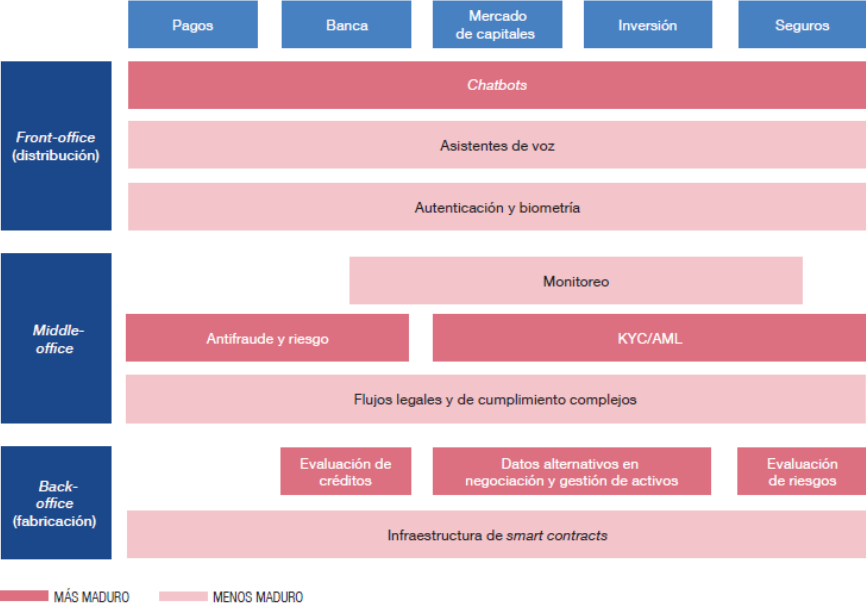 Pagos
Banca
Mercado
de capitales
Inversión
Seguros
Front-office
(distribución)
Chatbots
Asistentes de voz
Autenticación y biometría
Middle-
office
Monitoreo
Antifraude y riesgo
KYC/AML
Flujos legales y de cumplimiento complejos
Back-
office
(fabricación)
Evaluación de
créditos
Datos alternativos en
negociación y gestión de activos
Evaluación
de riesgos
Infraestructura de smart contracts
MÁS MADURO
MENOS MADURO